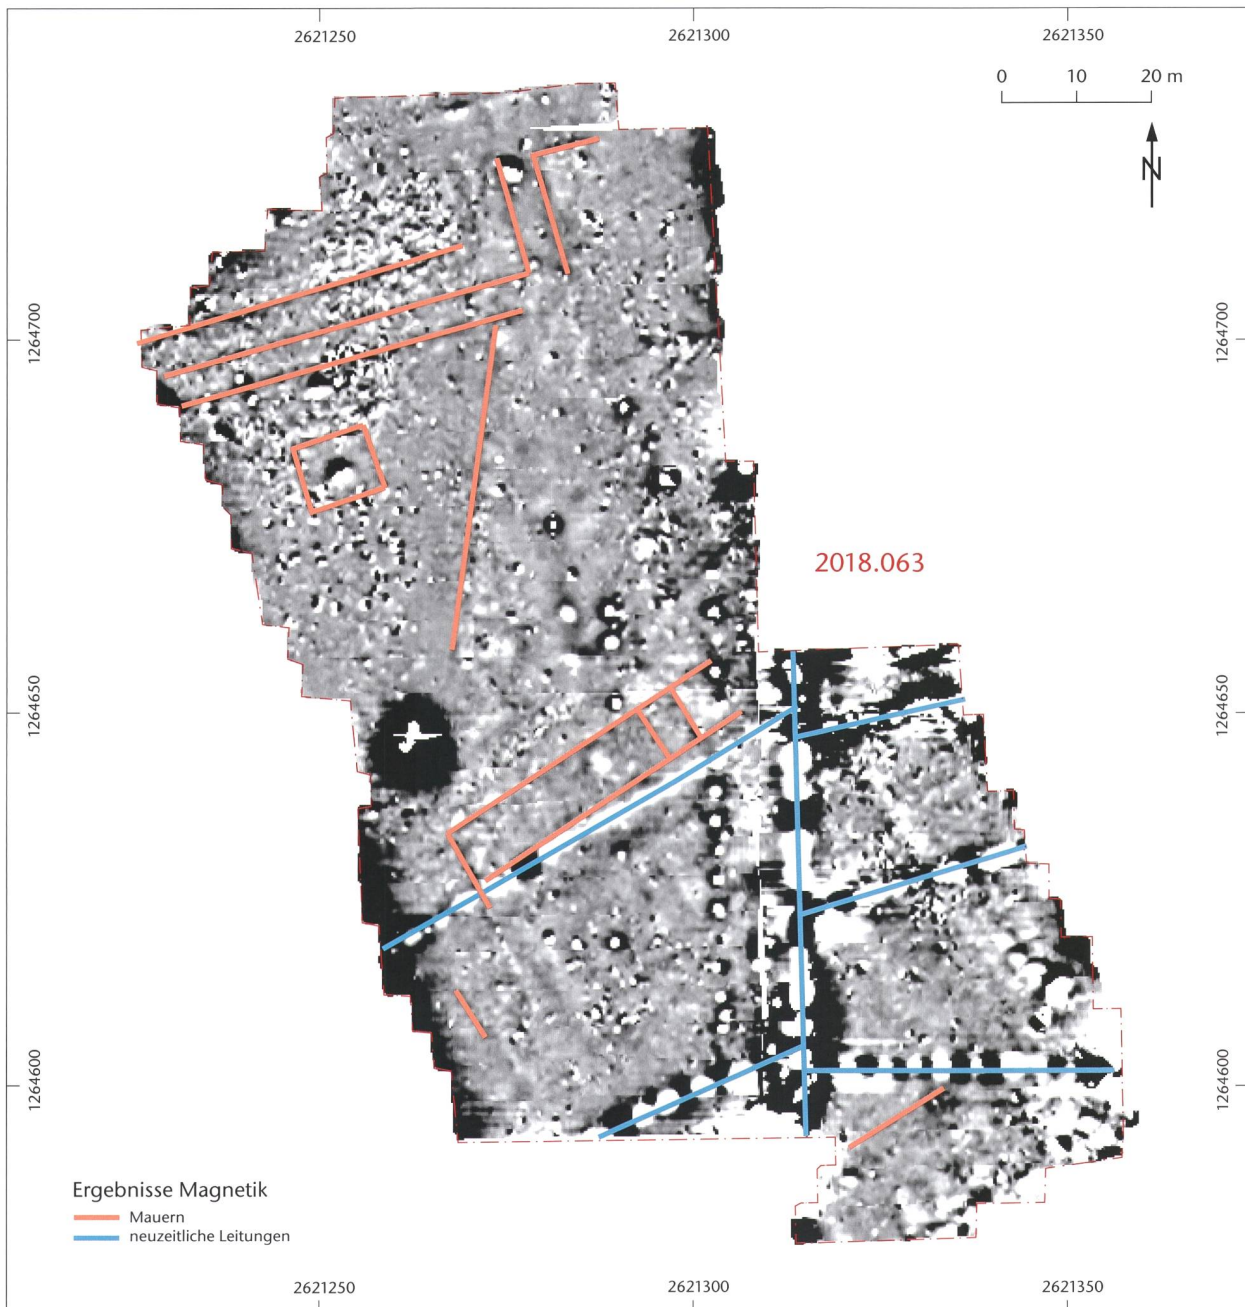 2621250 2621300 2621350
0 10 20 m
N
1264700 1264700
2018.063
1264650 1264650
1264600 1264600
Ergebnisse Magnetik
Mauern
neuzeitliche Leitungen
2621250 2621300 2621350